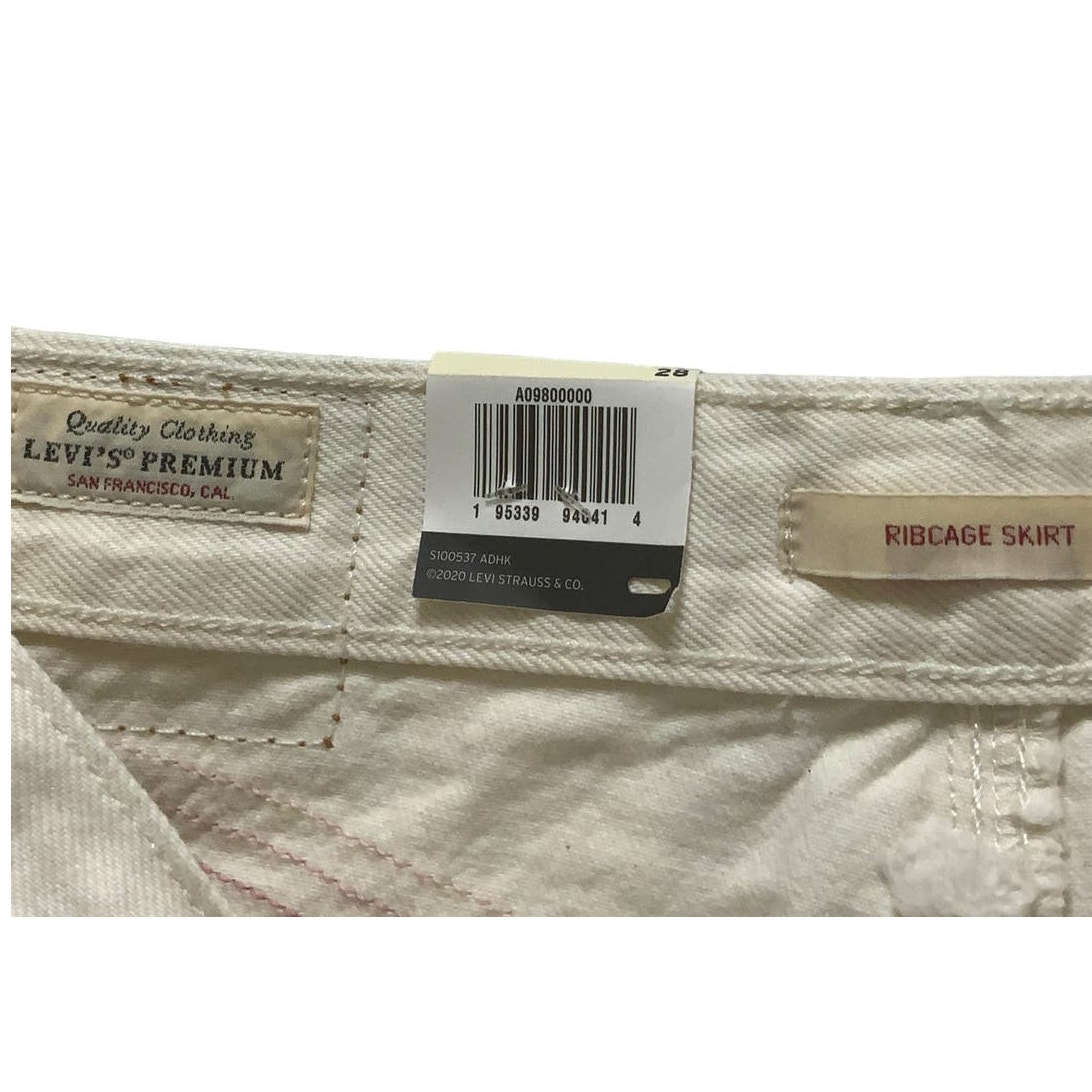 Quality Clothing
LEVI'S® PREMIUM
SAN FRANCISCO, CAL.
28
A09800000
1 95339 94641 4
S100537 ADHK
©2020 LEVI STRAUSS & CO.
RIBCAGE SKIRT